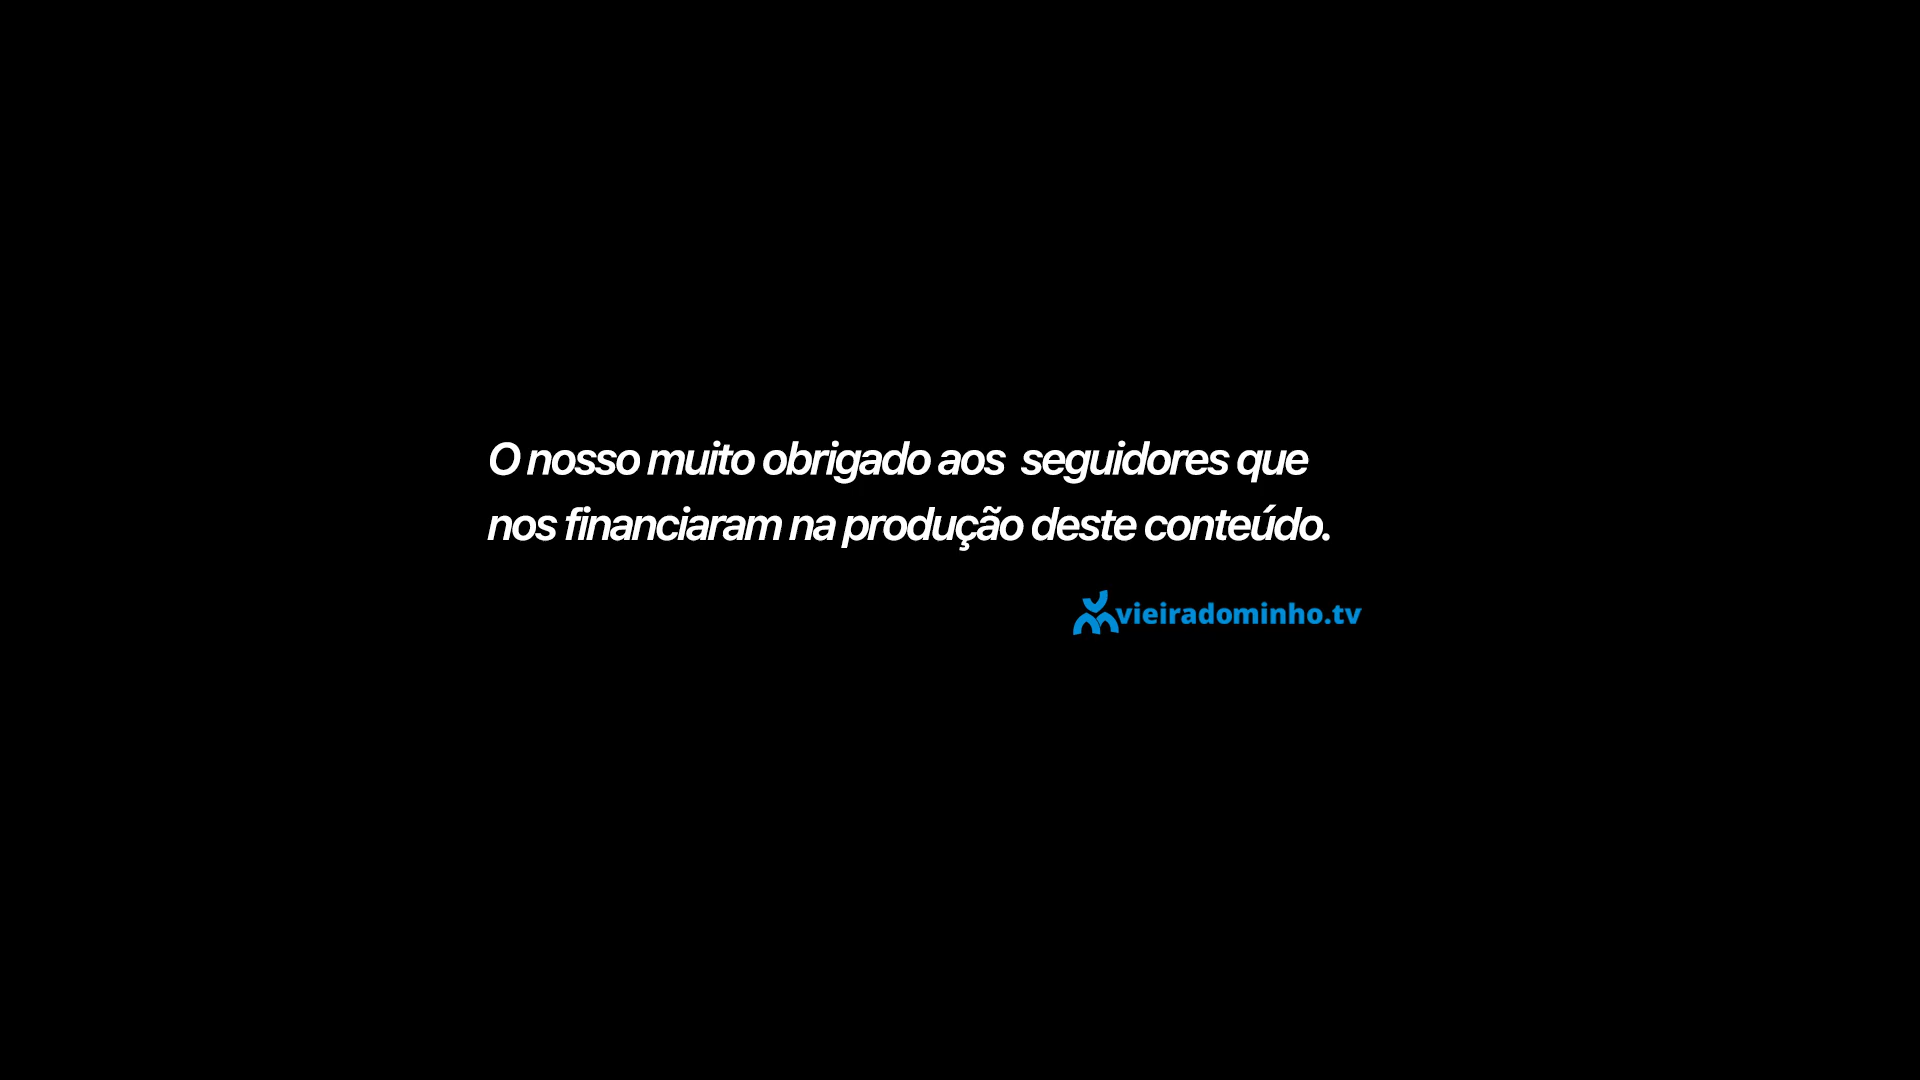 O nosso muito obrigado aos  seguidores que
nos financiaram na produção deste conteúdo.
vieiradominho.tv